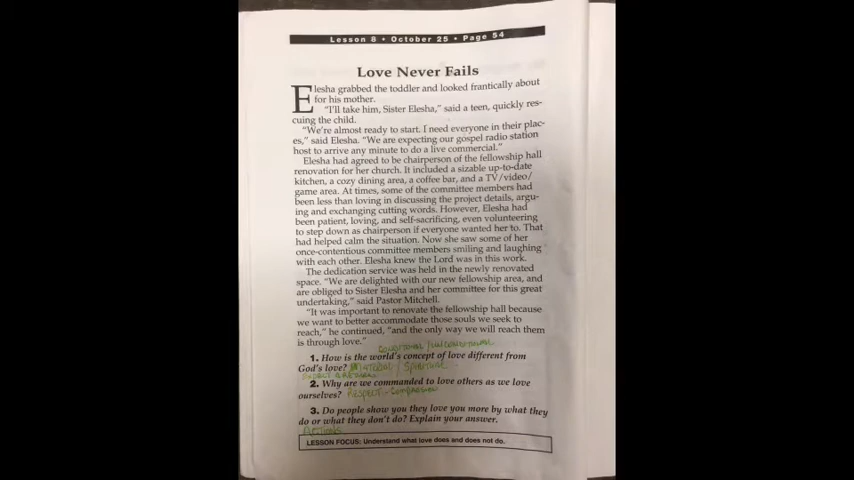 Lesson 8 • October 25 • Page 54
Love Never Fails
Elesha grabbed the toddler and looked frantically about
for his mother.
"I'll take him, Sister Elesha," said a teen, quickly res-
cuing the child.
"We're almost ready to start. I need everyone in their plac-
es," said Elesha. "We are expecting our gospel radio station
host to arrive any minute to do a live commercial."
Elesha had agreed to be chairperson of the fellowship hall
renovation for her church. It included a sizable up-to-date
kitchen, a cozy dining area, a coffee bar, and a TV/video/
game area. At times, some of the committee members had
been less than loving in discussing the project details, argu-
ing and exchanging cutting words. However, Elesha had
been patient, loving, and self-sacrificing, even volunteering
to step down as chairperson if everyone wanted her to. That
had helped calm the situation. Now she saw some of her
once-contentious committee members smiling and laughing
with each other. Elesha knew the Lord was in this work.
The dedication service was held in the newly renovated
space. "We are delighted with our new fellowship area, and
are obliged to Sister Elesha and her committee for this great
undertaking," said Pastor Mitchell.
"It was important to renovate the fellowship hall because
we want to better accommodate those souls we seek to
reach," he continued, "and the only way we will reach them
is through love."
CONDITIONAL / UNCONDITIONAL
1. How is the world's concept of love different from
God's love? MATERIAL / SPIRITUAL
EXPECT A RETURN
2. Why are we commanded to love others as we love
ourselves? RESPECT - COMPASSION
3. Do people show you they love you more by what they
do or what they don't do? Explain your answer.
ACTIONS
LESSON FOCUS: Understand what love does and does not do.